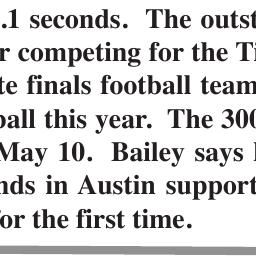 .1 seconds. The outst
r competing for the Ti
te finals football team
ball this year. The 300
May 10. Bailey says
nds in Austin support
for the first time.